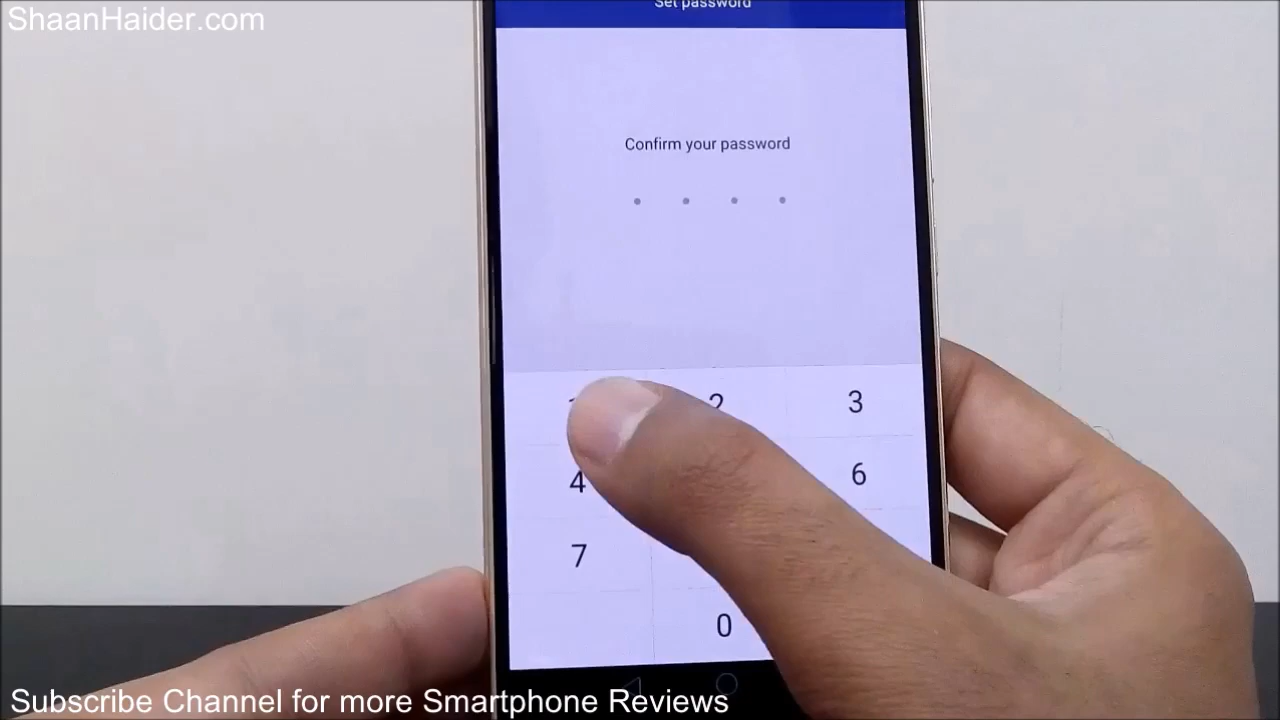 ShaanHaider.com
Set password
Confirm your password
2
3
4
6
7
0
Subscribe Channel for more Smartphone Reviews